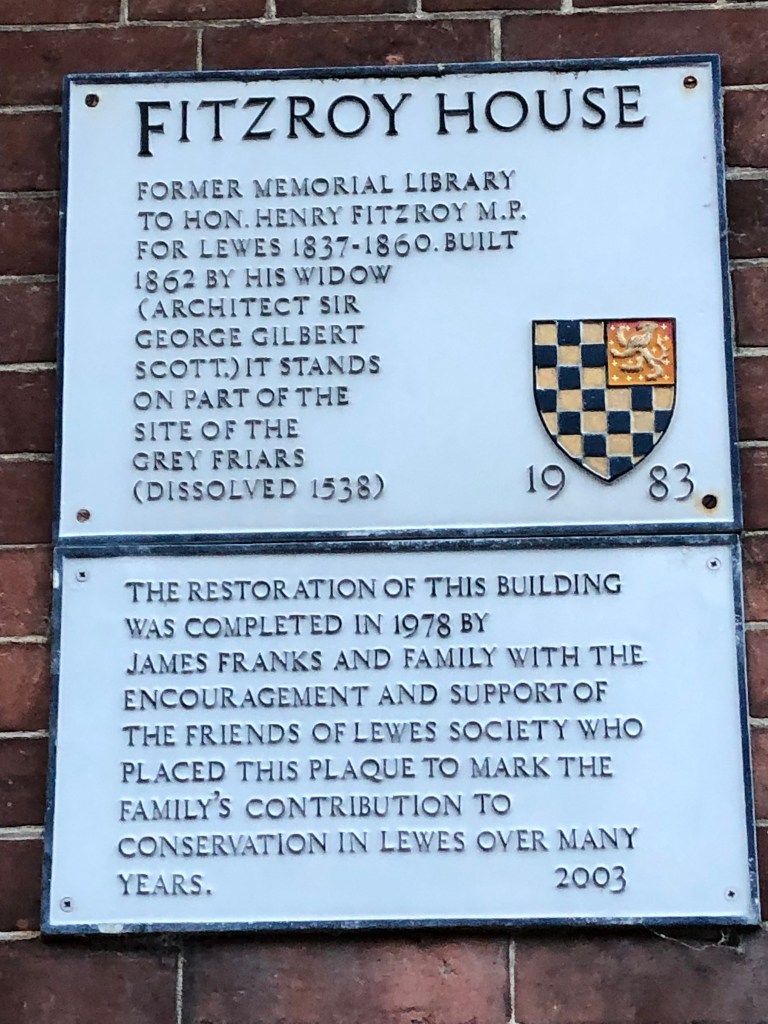 FITZROY HOUSE
FORMER MEMORIAL LIBRARY
TO HON. HENRY FITZROY M.P.
FOR LEWES 1837-1860. BUILT
1862 BY HIS WIDOW
(ARCHITECT SIR
GEORGE GILBERT
SCOTT.) IT STANDS
ON PART OF THE
SITE OF THE
GREY FRIARS
(DISSOLVED 1538)
1983
THE RESTORATION OF THIS BUILDING
WAS COMPLETED IN 1978 BY
JAMES FRANKS AND FAMILY WITH THE
ENCOURAGEMENT AND SUPPORT OF
THE FRIENDS OF LEWES SOCIETY WHO
PLACED THIS PLAQUE TO MARK THE
FAMILY'S CONTRIBUTION TO
CONSERVATION IN LEWES OVER MANY
YEARS. 2003